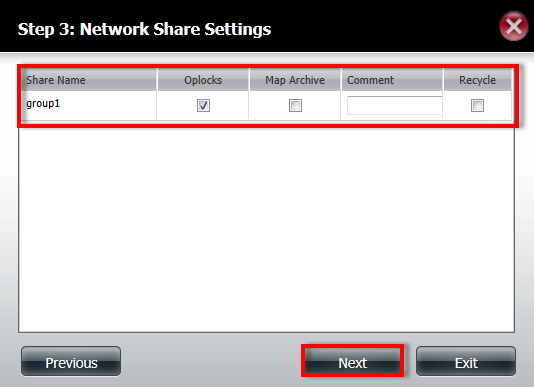 Step 3: Network Share Settings
Share Name Oplocks Map Archive Comment Recycle
group1
Previous Next Exit